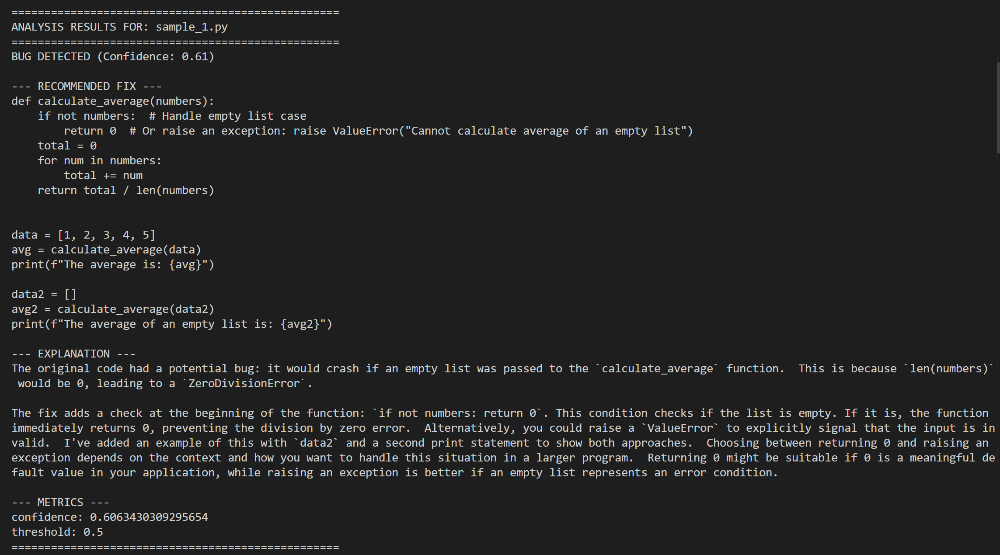 ==================================================
ANALYSIS RESULTS FOR: sample_1.py
==================================================
BUG DETECTED (Confidence: 0.61)

--- RECOMMENDED FIX ---
def calculate_average(numbers):
    if not numbers:  # Handle empty list case
        return 0  # Or raise an exception: raise ValueError("Cannot calculate average of an empty list")
    total = 0
    for num in numbers:
        total += num
    return total / len(numbers)


data = [1, 2, 3, 4, 5]
avg = calculate_average(data)
print(f"The average is: {avg}")

data2 = []
avg2 = calculate_average(data2)
print(f"The average of an empty list is: {avg2}")

--- EXPLANATION ---
The original code had a potential bug: it would crash if an empty list was passed to the `calculate_average` function.  This is because `len(numbers)`
 would be 0, leading to a `ZeroDivisionError`.

The fix adds a check at the beginning of the function: `if not numbers: return 0`. This condition checks if the list is empty. If it is, the function
immediately returns 0, preventing the division by zero error.  Alternatively, you could raise a `ValueError` to explicitly signal that the input is in
valid.  I've added an example of this with `data2` and a second print statement to show both approaches.  Choosing between returning 0 and raising an
exception depends on the context and how you want to handle this situation in a larger program.  Returning 0 might be suitable if 0 is a meaningful de
fault value in your application, while raising an exception is better if an empty list represents an error condition.

--- METRICS ---
confidence: 0.6063430309295654
threshold: 0.5
==================================================